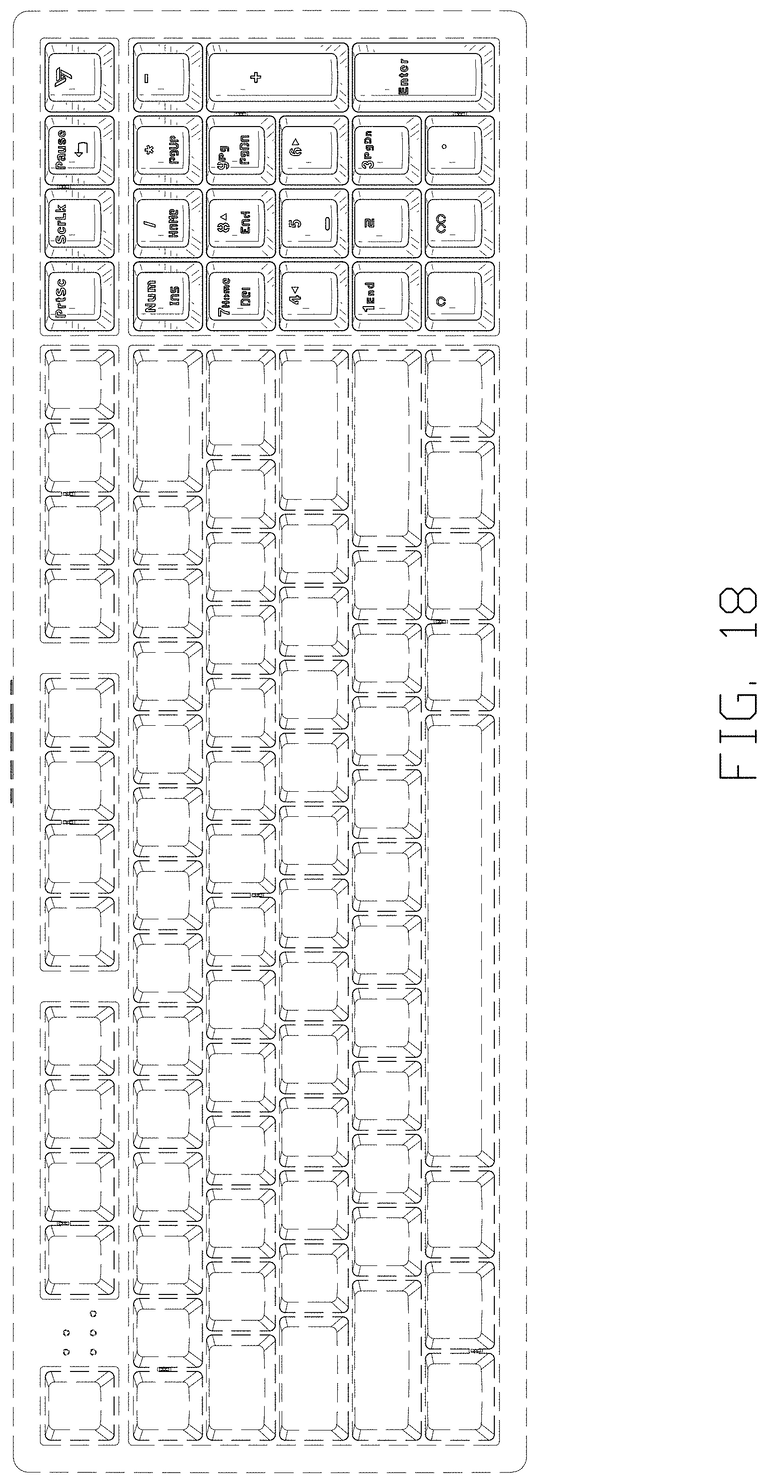 PrtSc ScrLk Pause
Num / * -
Ins Home PgUp
7Home 8▲ 9Pg +
Del End PgDn
4◄ 5 6►
1End 2 3PgDn Enter
0 00 .
FIG. 18